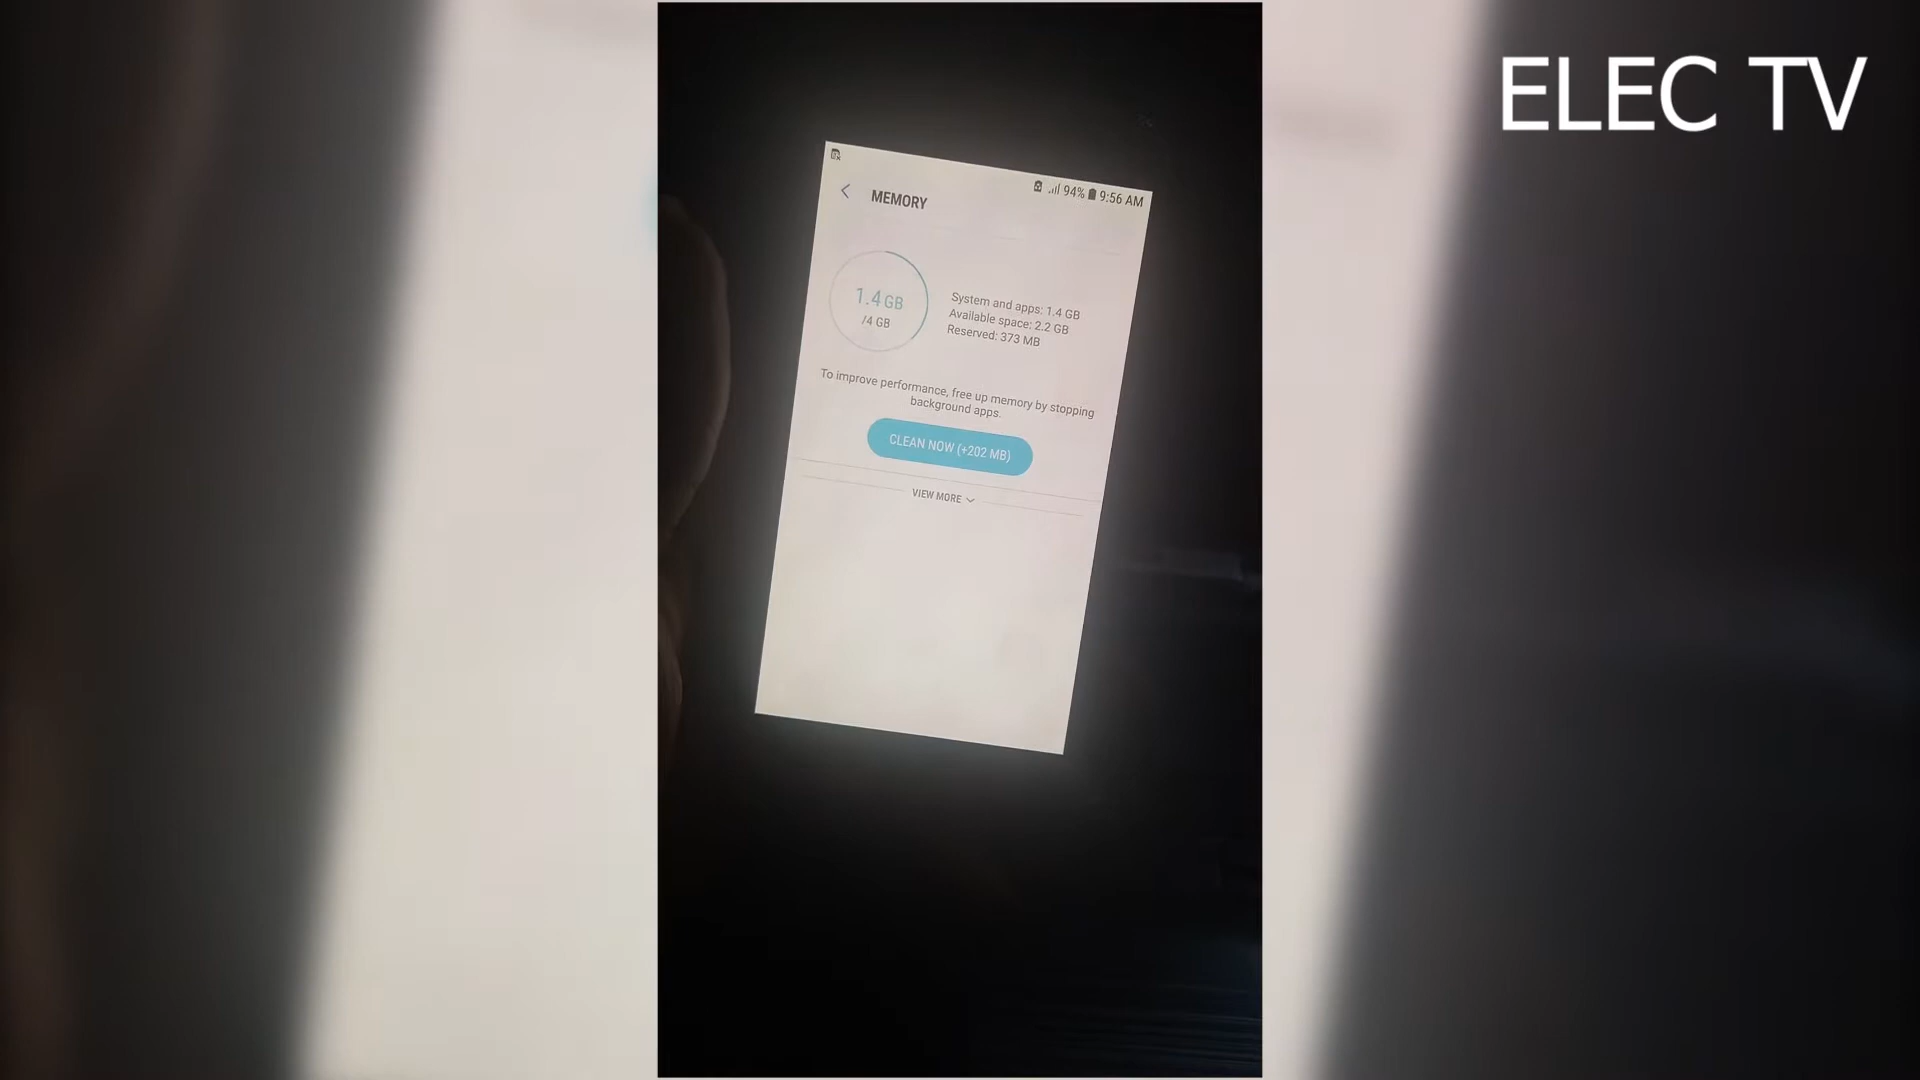 ELEC TV
94% 9:56 AM
MEMORY
1.4 GB
/4 GB
System and apps: 1.4 GB
Available space: 2.2 GB
Reserved: 373 MB
To improve performance, free up memory by stopping
background apps.
CLEAN NOW (+202 MB)
VIEW MORE